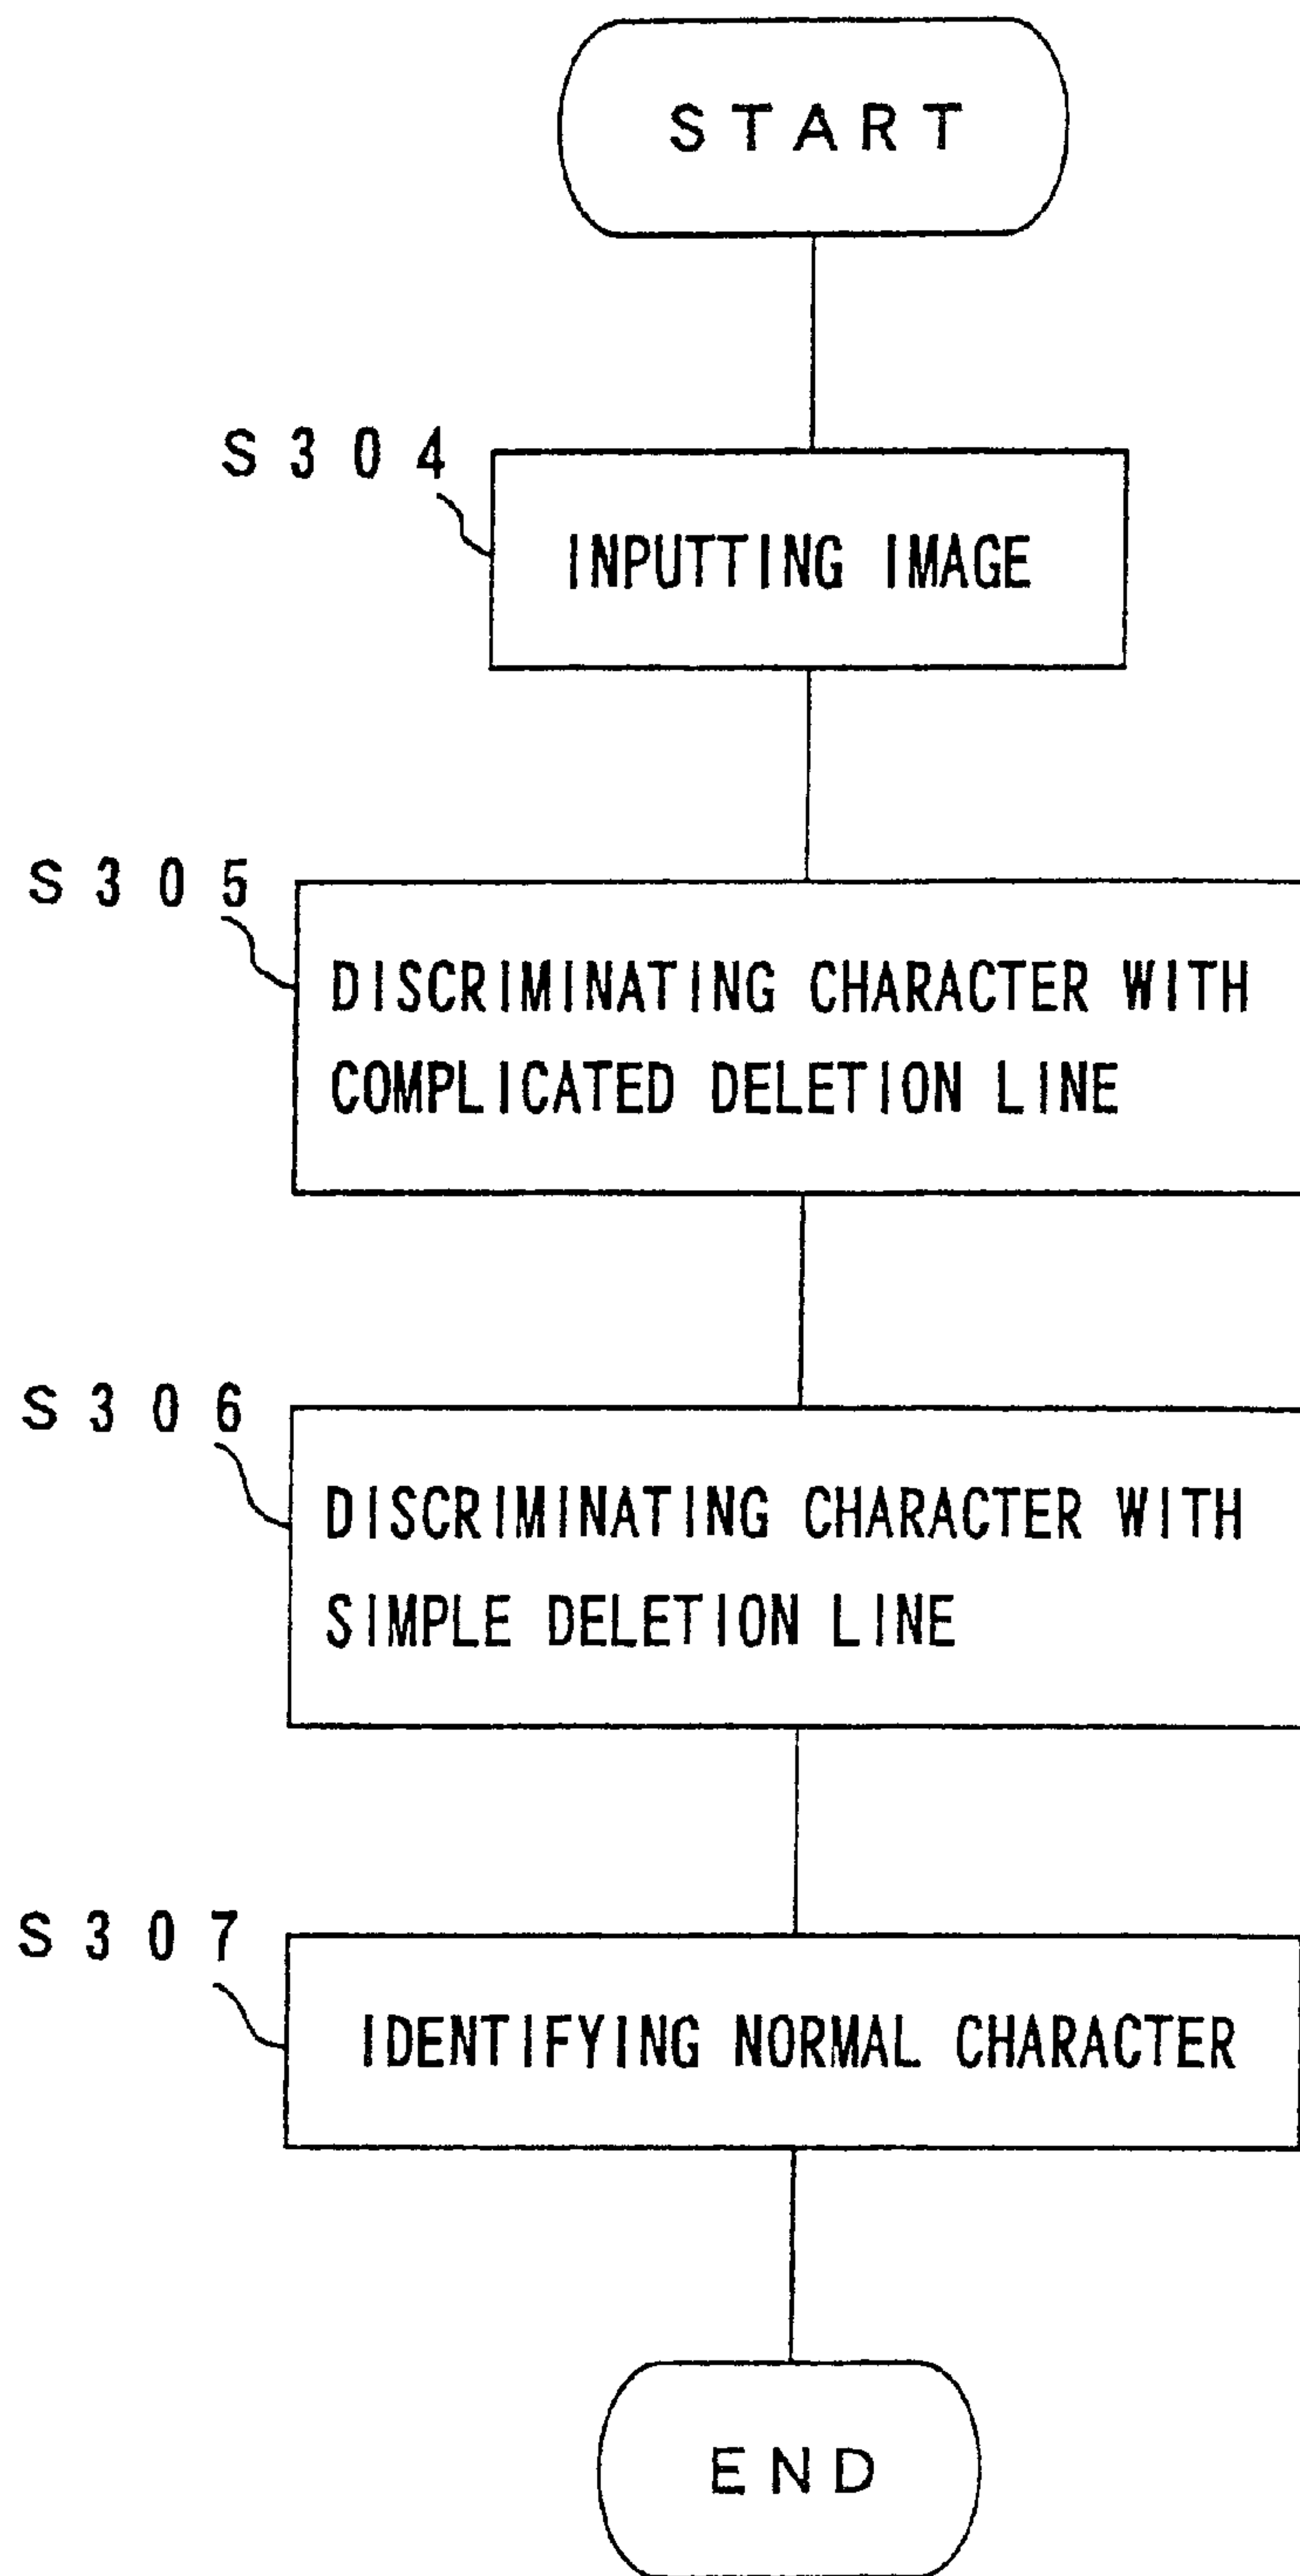 START
S304
INPUTTING IMAGE
S305
DISCRIMINATING CHARACTER WITH
COMPLICATED DELETION LINE
S306
DISCRIMINATING CHARACTER WITH
SIMPLE DELETION LINE
S307
IDENTIFYING NORMAL CHARACTER
END